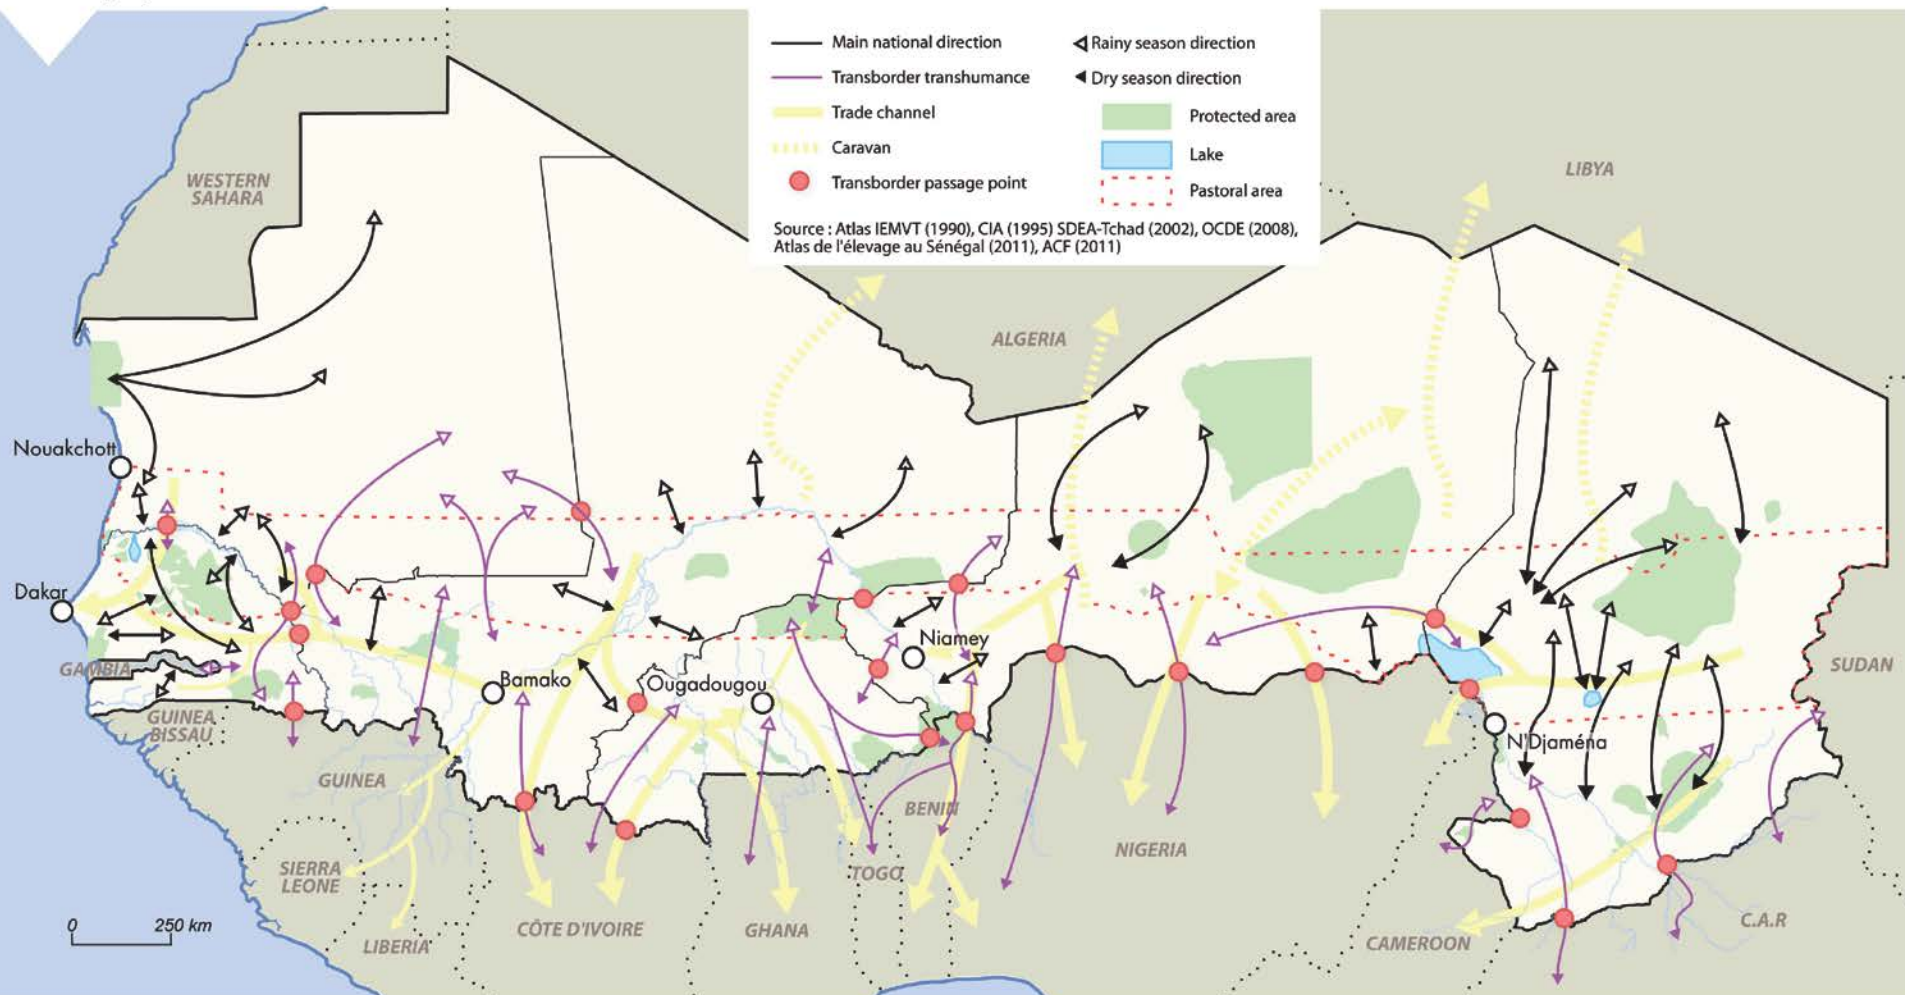 Main national direction
Transborder transhumance
Trade channel
Caravan
Transborder passage point
Rainy season direction
Dry season direction
Protected area
Lake
Pastoral area
Source : Atlas IEMVT (1990), CIA (1995) SDEA-Tchad (2002), OCDE (2008),
Atlas de l'élevage au Sénégal (2011), ACF (2011)
WESTERN
SAHARA
LIBYA
ALGERIA
Nouakchott
Dakar
GAMBIA
GUINEA
BISSAU
Bamako
Ougadougou
Niamey
N'Djaména
SUDAN
GUINEA
SIERRA
LEONE
LIBERIA
CÔTE D'IVOIRE
GHANA
TOGO
BENIN
NIGERIA
CAMEROON
C.A.R
0 250 km